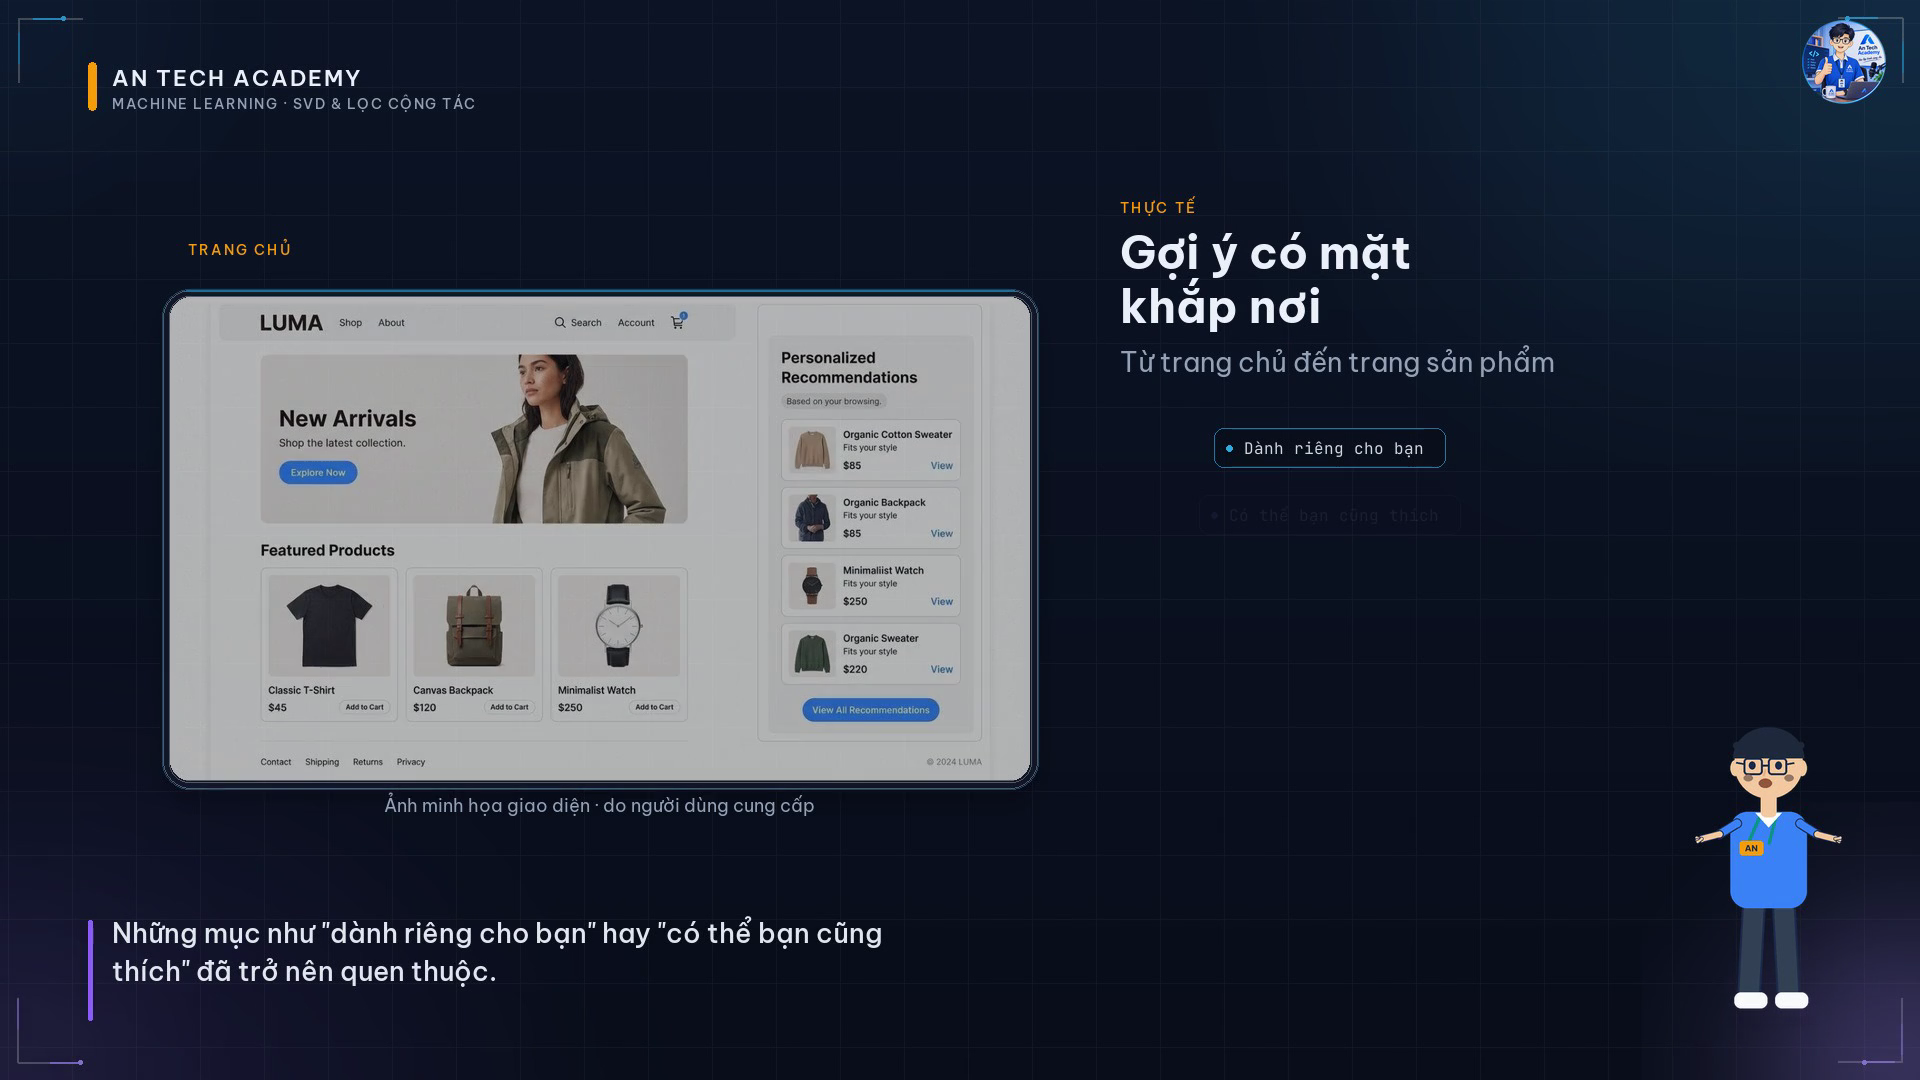 AN TECH ACADEMY
MACHINE LEARNING · SVD & LỌC CỘNG TÁC
An Tech
Academy
THỰC TẾ
Gợi ý có mặt
khắp nơi
Từ trang chủ đến trang sản phẩm
Dành riêng cho bạn
Có thể bạn cũng thích
TRANG CHỦ
LUMA
Shop
About
Search
Account
New Arrivals
Shop the latest collection.
Explore Now
Featured Products
Classic T-Shirt
$45
Add to Cart
Canvas Backpack
$120
Add to Cart
Minimalist Watch
$250
Add to Cart
Personalized
Recommendations
Based on your browsing.
Organic Cotton Sweater
Fits your style
$85
View
Organic Backpack
Fits your style
$85
View
Minimaliist Watch
Fits your style
$250
View
Organic Sweater
Fits your style
$220
View
View All Recommendations
Contact
Shipping
Returns
Privacy
© 2024 LUMA
Ảnh minh họa giao diện · do người dùng cung cấp
AN
Những mục như "dành riêng cho bạn" hay "có thể bạn cũng
thích" đã trở nên quen thuộc.